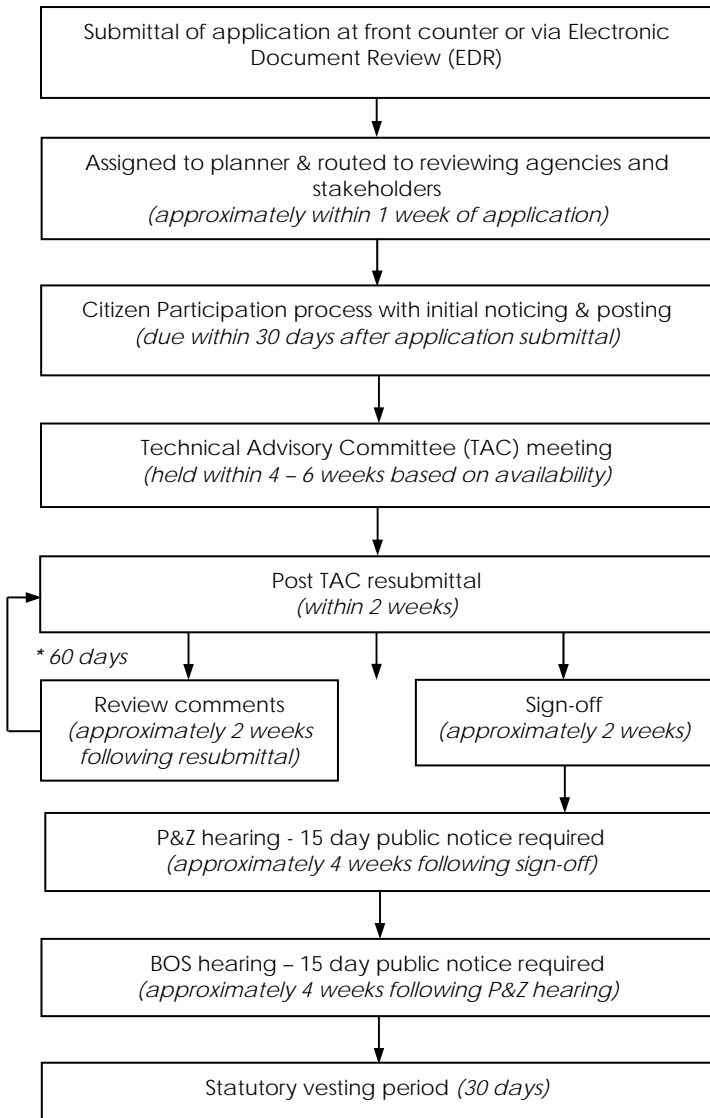 Submittal of application at front counter or via Electronic
Document Review (EDR)
Assigned to planner & routed to reviewing agencies and
stakeholders
(approximately within 1 week of application)
Citizen Participation process with initial noticing & posting
(due within 30 days after application submittal)
Technical Advisory Committee (TAC) meeting
(held within 4 – 6 weeks based on availability)
Post TAC resubmittal
(within 2 weeks)
* 60 days
Review comments
(approximately 2 weeks
following resubmittal)
Sign-off
(approximately 2 weeks)
P&Z hearing - 15 day public notice required
(approximately 4 weeks following sign-off)
BOS hearing – 15 day public notice required
(approximately 4 weeks following P&Z hearing)
Statutory vesting period (30 days)